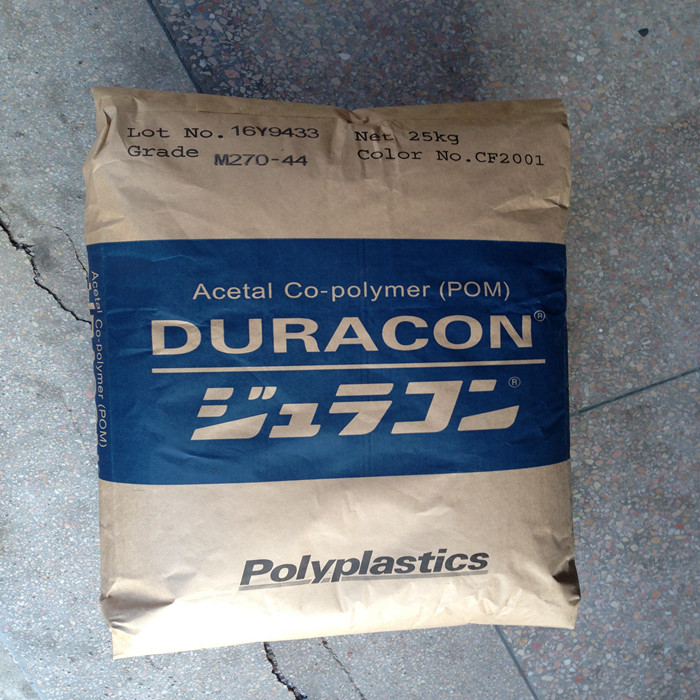 Lot No. 16Y9433 Net 25kg
Grade M270-44 Color No.CF2001
Acetal Co-polymer (POM)
DURACON®
ジュラコン®
Polyplastics
Acetal Co-polymer (POM)